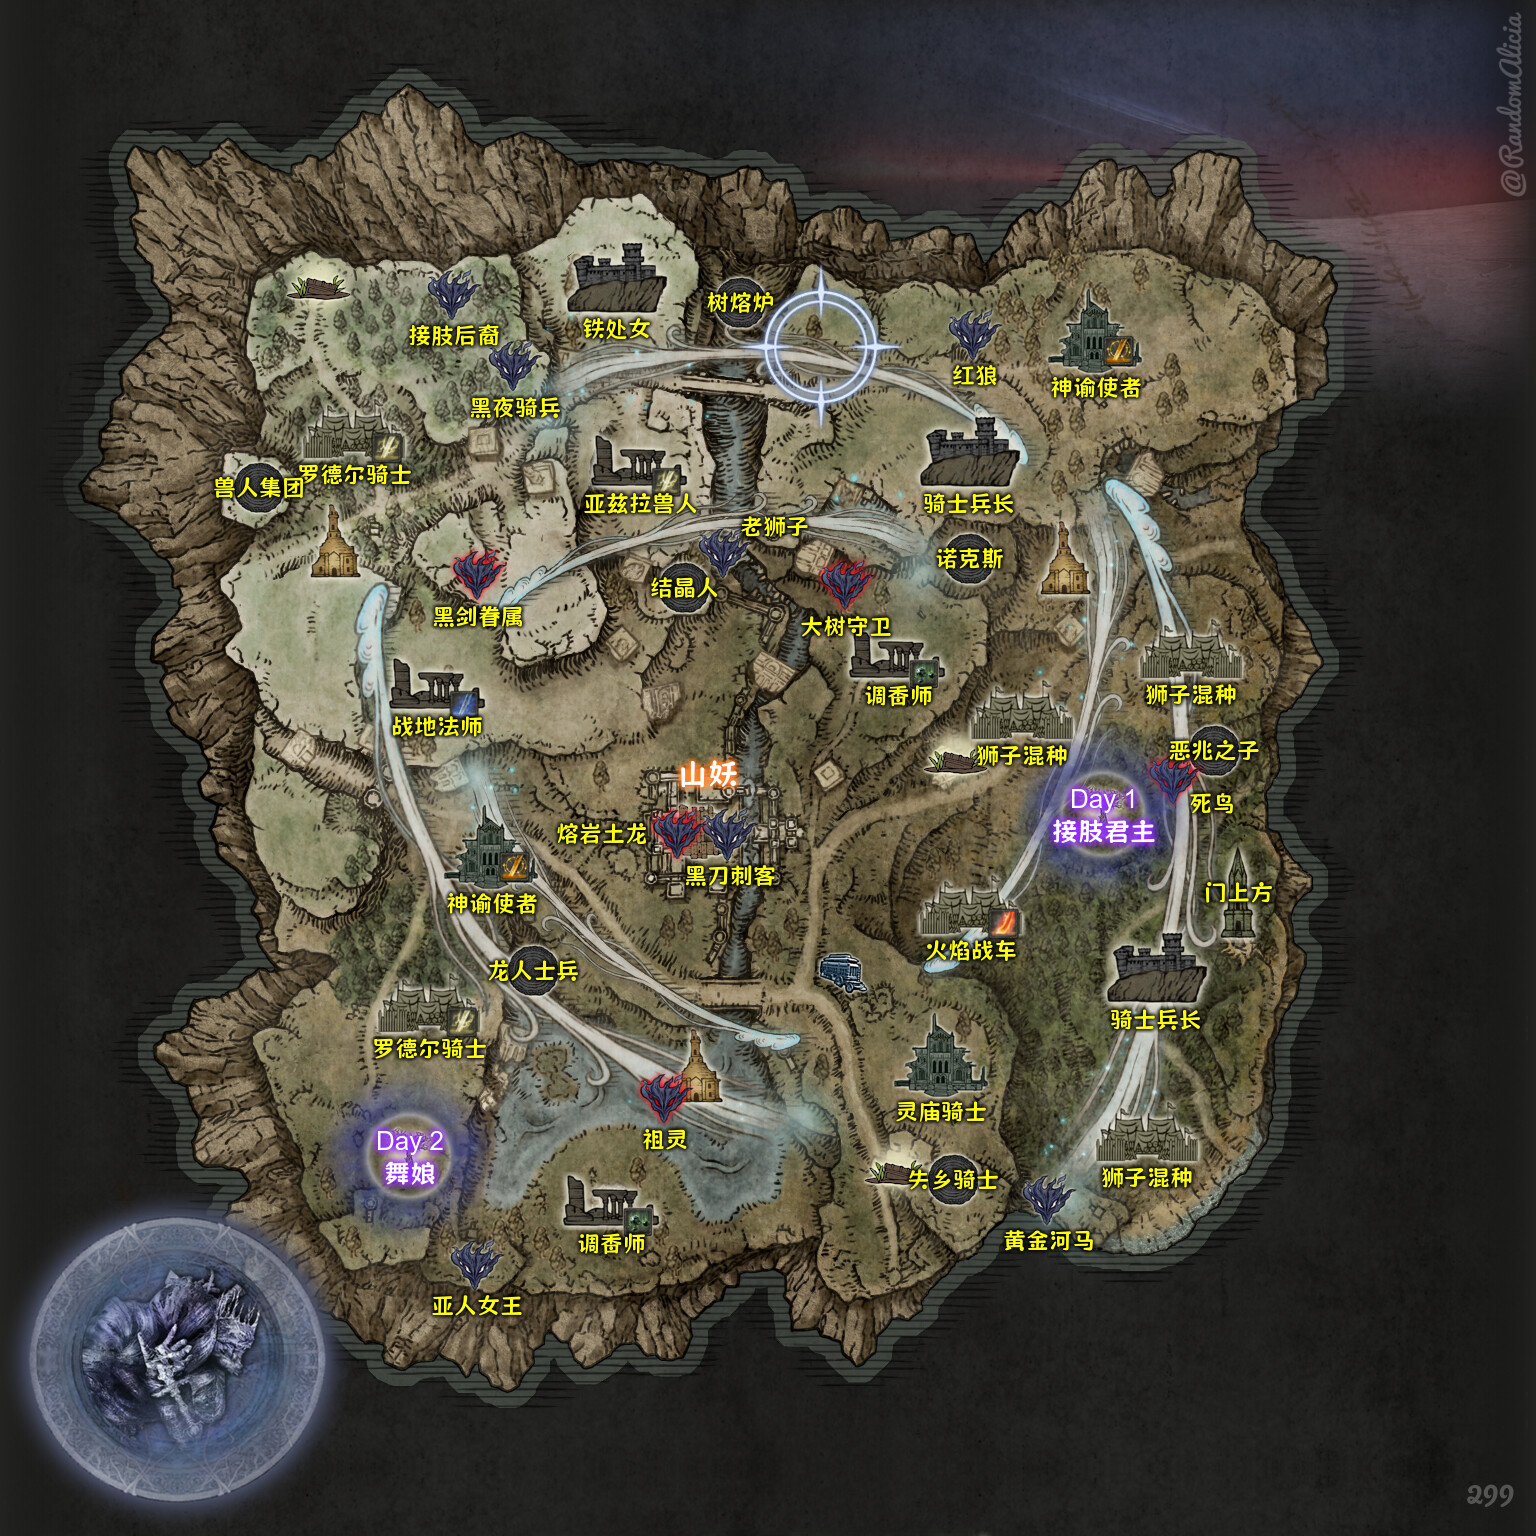 @RandomAlicia
树熔炉
铁处女
接肢后裔
红狼
神谕使者
黑夜骑兵
罗德尔骑士
兽人集团
亚兹拉兽人
骑士兵长
老狮子
诺克斯
结晶人
黑剑眷属
大树守卫
调香师
狮子混种
战地法师
狮子混种
恶兆之子
山妖
Day 1
接肢君主
死鸟
熔岩土龙
黑刀刺客
神谕使者
门上方
火焰战车
龙人士兵
骑士兵长
罗德尔骑士
灵庙骑士
祖灵
Day 2
舞娘
失乡骑士
狮子混种
调香师
黄金河马
亚人女王
299